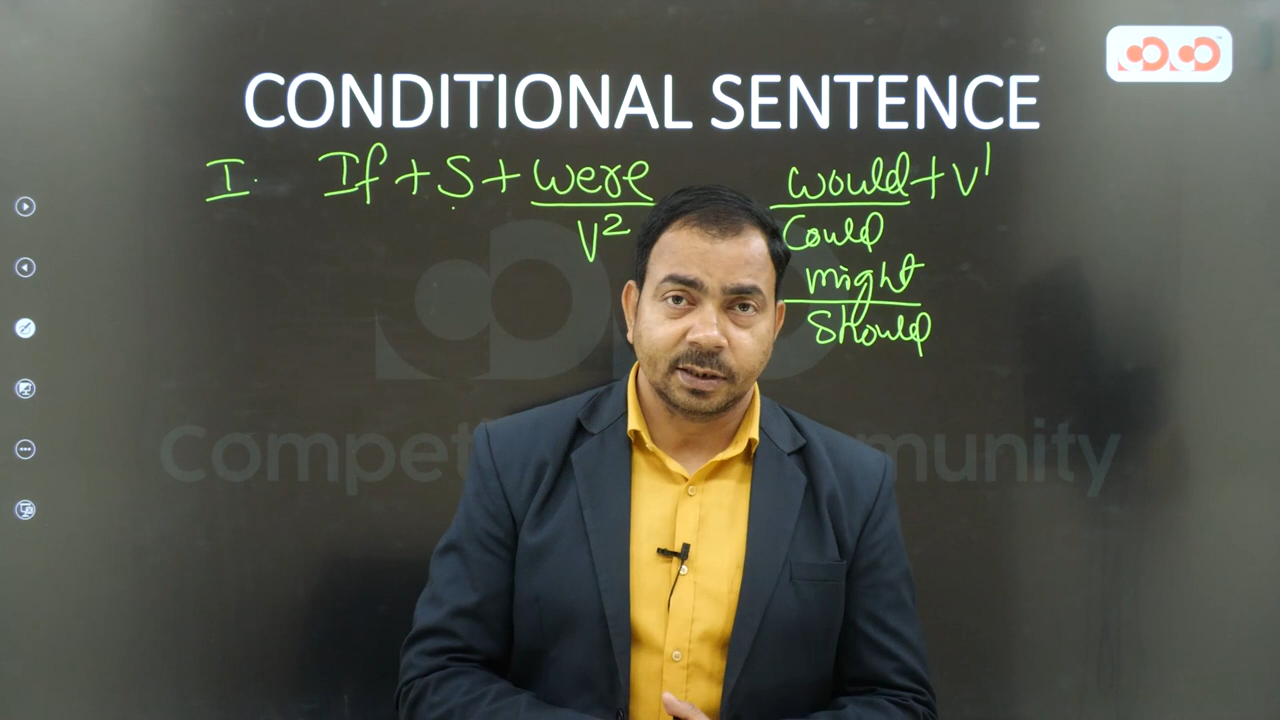 CONDITIONAL SENTENCE
I. If + S + were would + V¹
V² Could
might
Should